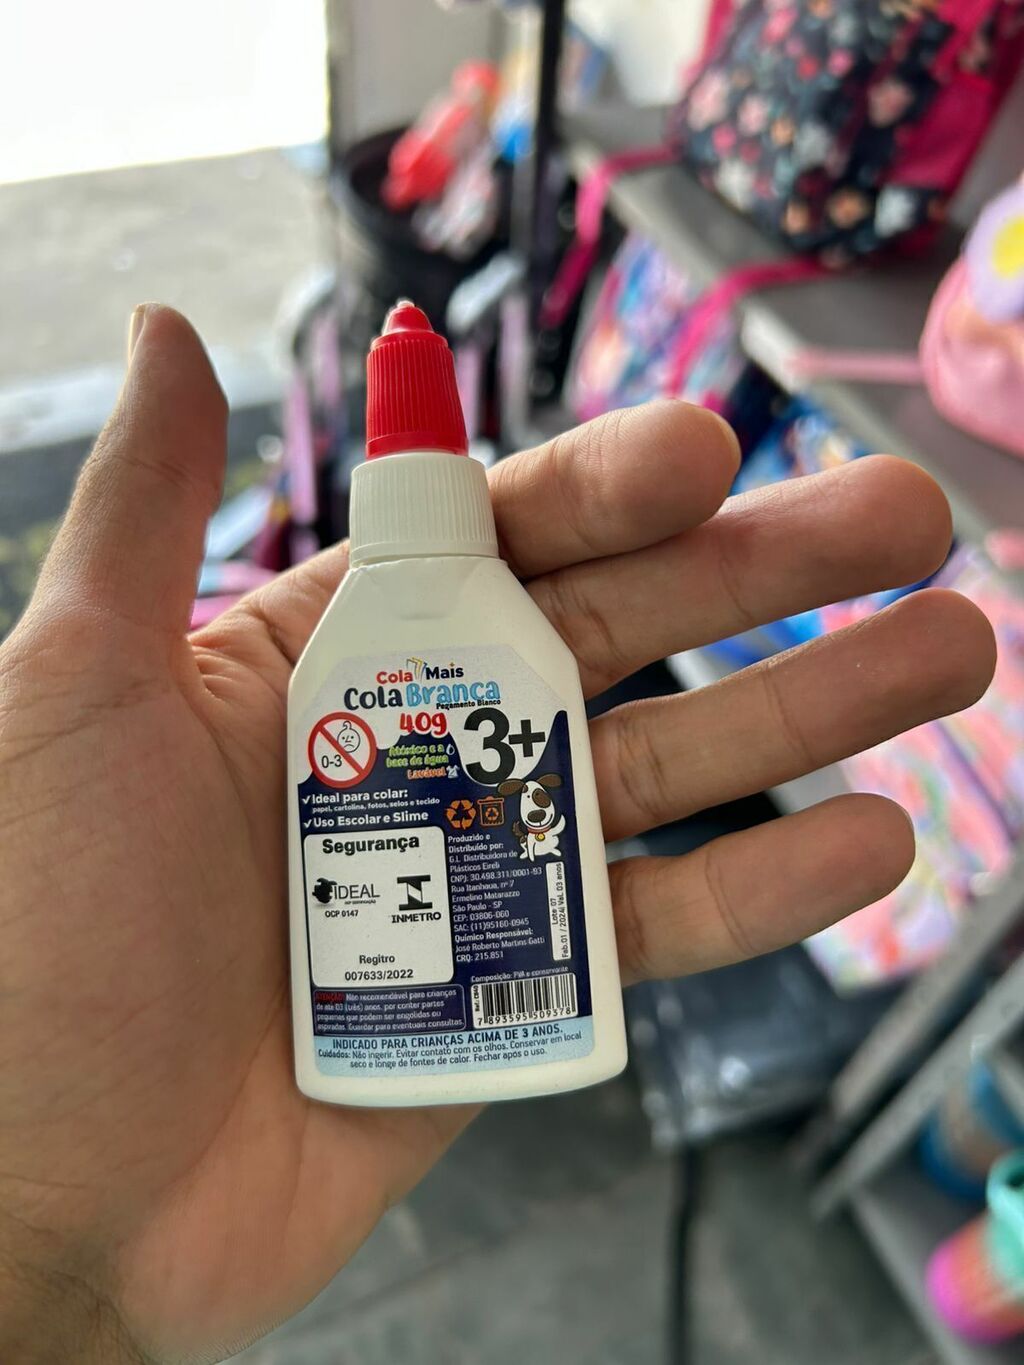 Cola Mais
Cola Branca
Pegamento Blanco
40g
3+
0-3
Atóxico e a
base de água
Lavável
Ideal para colar:
papel, cartolina, fotos, selos e tecido
Uso Escolar e Slime
Segurança
IDEAL
OCP 0147
INMETRO
Regitro
007633/2022
Produzido e
Distribuído por:
G.L. Distribuidora de
Plásticos Eireli
CNPJ: 30.498.311/0001-93
Rua Itanhaua, nº 7
Ermelino Matarazzo
São Paulo - SP
CEP: 03806-060
SAC: (11)95160-0945
Químico Responsável:
José Roberto Martins Gatti
CRQ: 215.851
Lote: 07
Feb.01 / 2024| Val. 03 anos
Composição: PVA e conservante
7 893595 509378
ATENÇÃO! Não recomendável para crianças
de até 03 (três) anos, por conter partes
pequenas que podem ser engolidas ou
aspiradas. Guardar para eventuais consultas.
INDICADO PARA CRIANÇAS ACIMA DE 3 ANOS.
Cuidados: Não ingerir. Evitar contato com os olhos. Conservar em local
seco e longe de fontes de calor. Fechar após o uso.